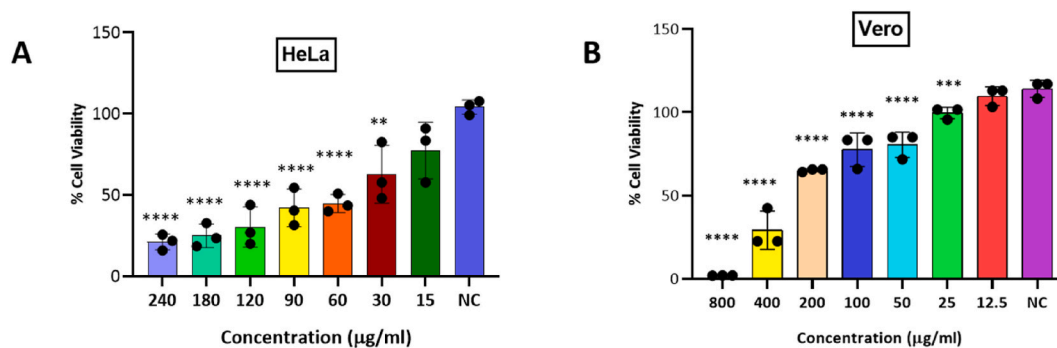 A
HeLa
% Cell Viability
150
100
50
0
****
****
****
****
****
**
240 180 120 90 60 30 15 NC
Concentration (µg/ml)
B
Vero
% Cell Viability
150
100
50
0
****
****
****
****
****
***
800 400 200 100 50 25 12.5 NC
Concentration (µg/ml)